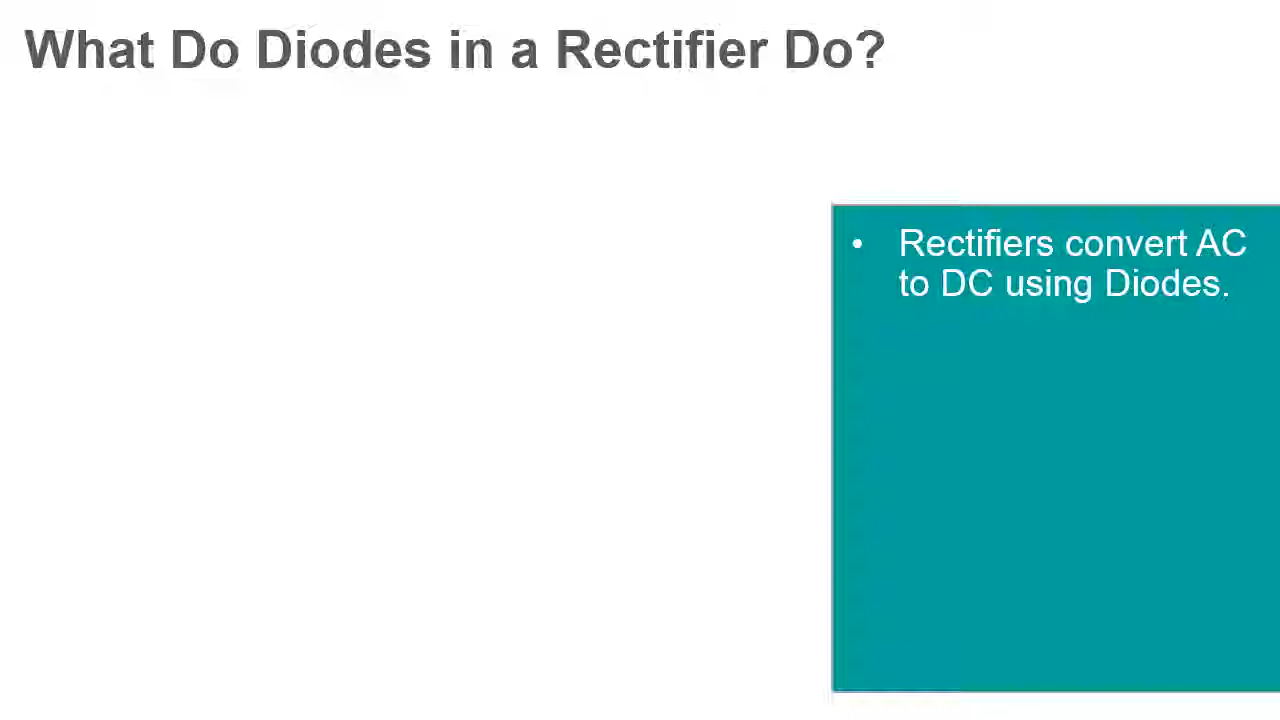 What Do Diodes in a Rectifier Do?
• Rectifiers convert AC
to DC using Diodes.